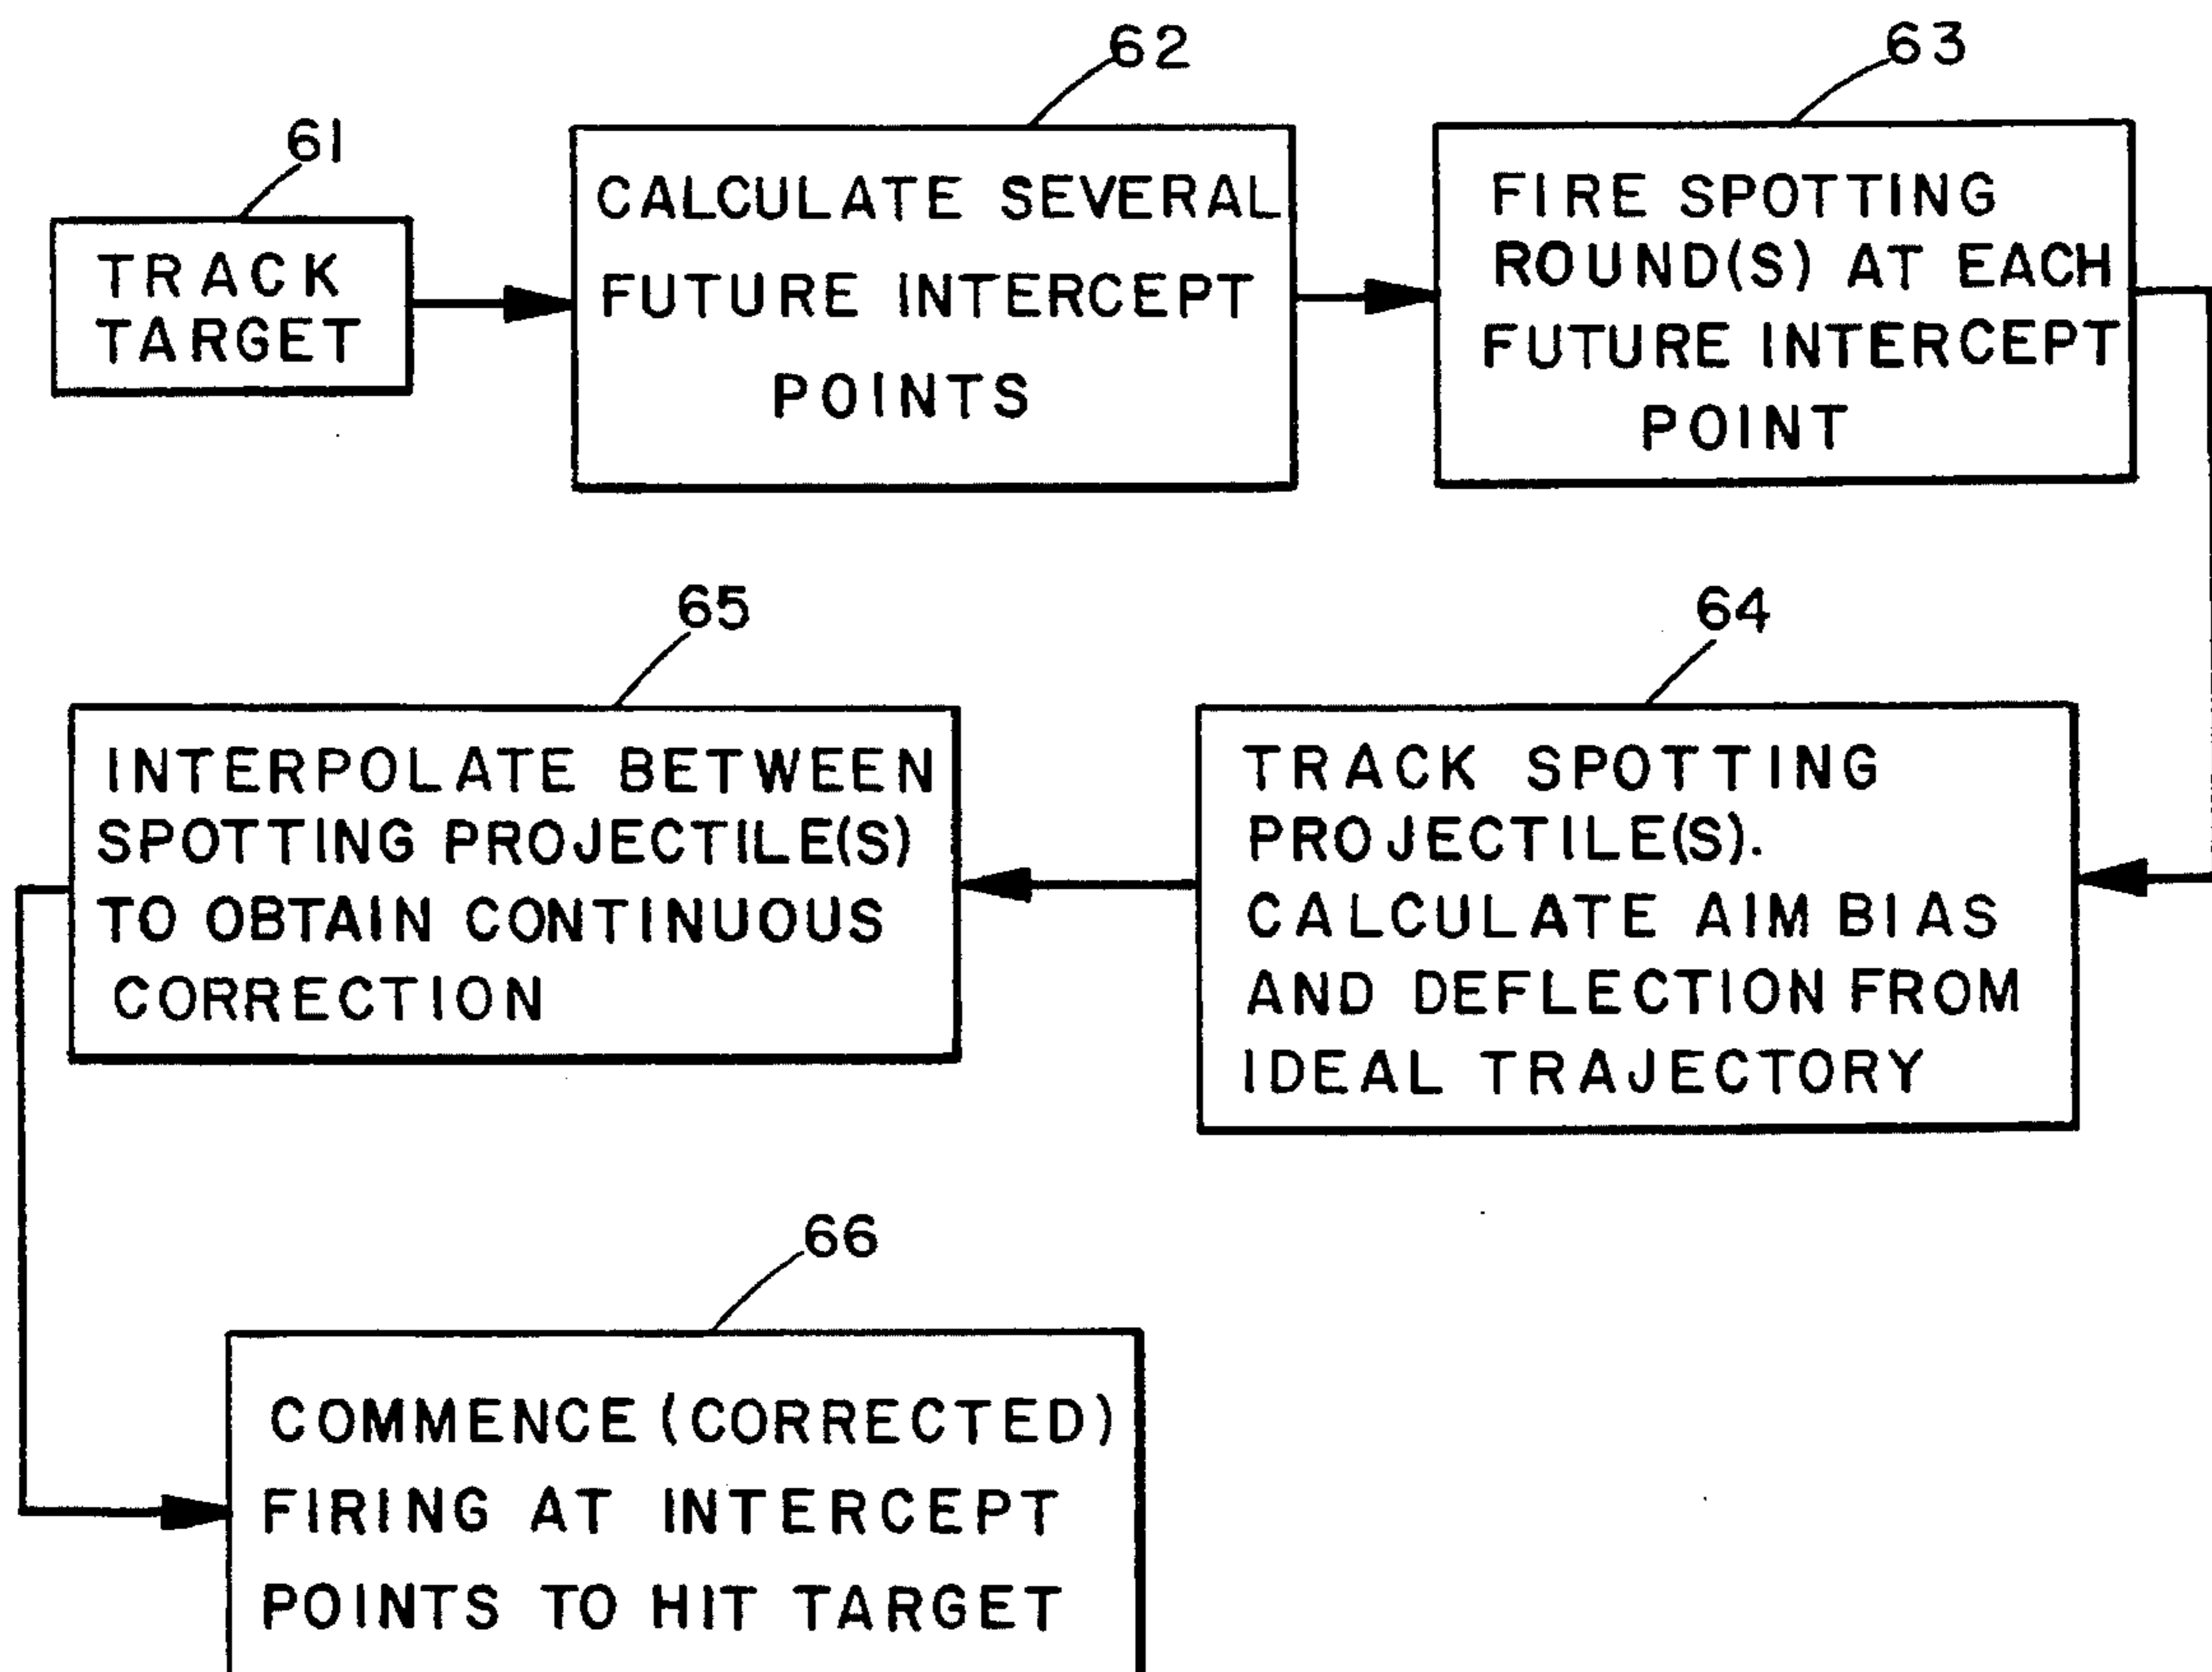 61
TRACK
TARGET
62
CALCULATE SEVERAL
FUTURE INTERCEPT
POINTS
63
FIRE SPOTTING
ROUND(S) AT EACH
FUTURE INTERCEPT
POINT
64
TRACK SPOTTING
PROJECTILE(S).
CALCULATE AIM BIAS
AND DEFLECTION FROM
IDEAL TRAJECTORY
65
INTERPOLATE BETWEEN
SPOTTING PROJECTILE(S)
TO OBTAIN CONTINUOUS
CORRECTION
66
COMMENCE (CORRECTED)
FIRING AT INTERCEPT
POINTS TO HIT TARGET